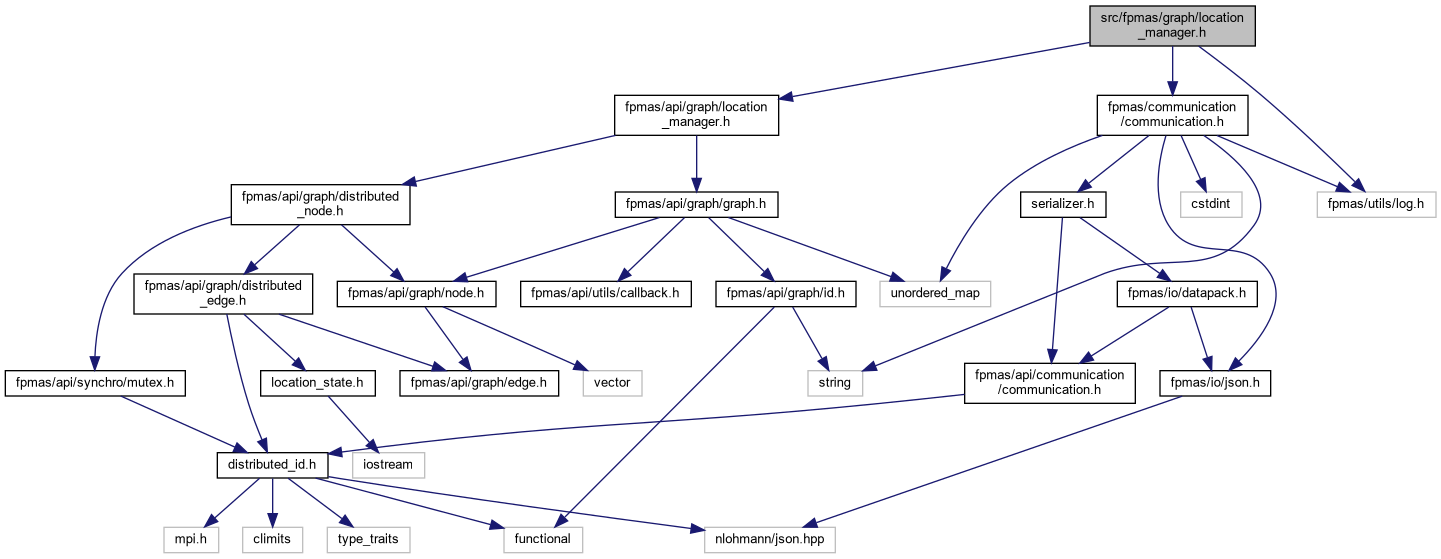 src/fpmas/graph/location
_manager.h
fpmas/api/graph/location
_manager.h
fpmas/communication
/communication.h
fpmas/api/graph/distributed
_node.h
fpmas/api/graph/graph.h
serializer.h
cstdint
fpmas/utils/log.h
fpmas/api/graph/distributed
_edge.h
fpmas/api/graph/node.h
fpmas/api/utils/callback.h
fpmas/api/graph/id.h
unordered_map
fpmas/io/datapack.h
fpmas/api/synchro/mutex.h
location_state.h
fpmas/api/graph/edge.h
vector
string
fpmas/api/communication
/communication.h
fpmas/io/json.h
distributed_id.h
iostream
mpi.h
climits
type_traits
functional
nlohmann/json.hpp